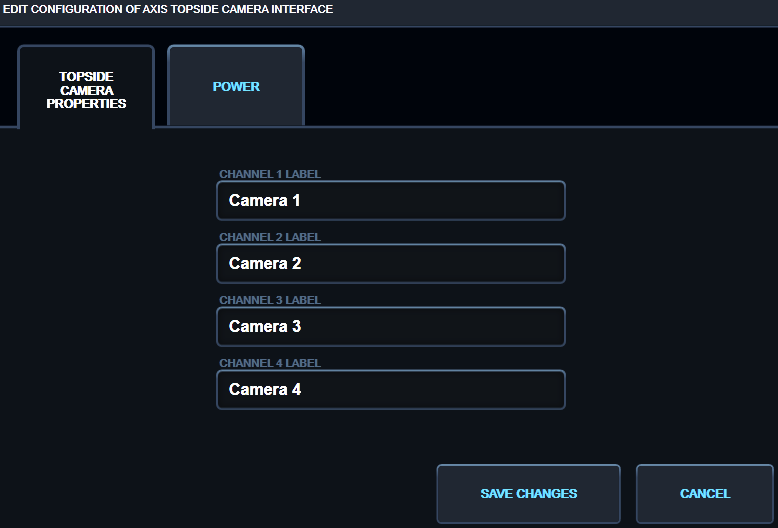 EDIT CONFIGURATION OF AXIS TOPSIDE CAMERA INTERFACE
TOPSIDE
CAMERA
PROPERTIES
POWER
CHANNEL 1 LABEL
Camera 1
CHANNEL 2 LABEL
Camera 2
CHANNEL 3 LABEL
Camera 3
CHANNEL 4 LABEL
Camera 4
SAVE CHANGES
CANCEL